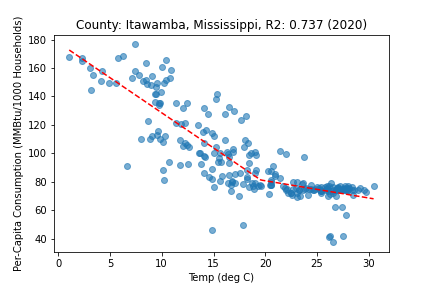 County: Itawamba, Mississippi, R2: 0.737 (2020)
Per-Capita Consumption (MMBtu/1000 Households)
180
160
140
120
100
80
60
40
0 5 10 15 20 25 30
Temp (deg C)